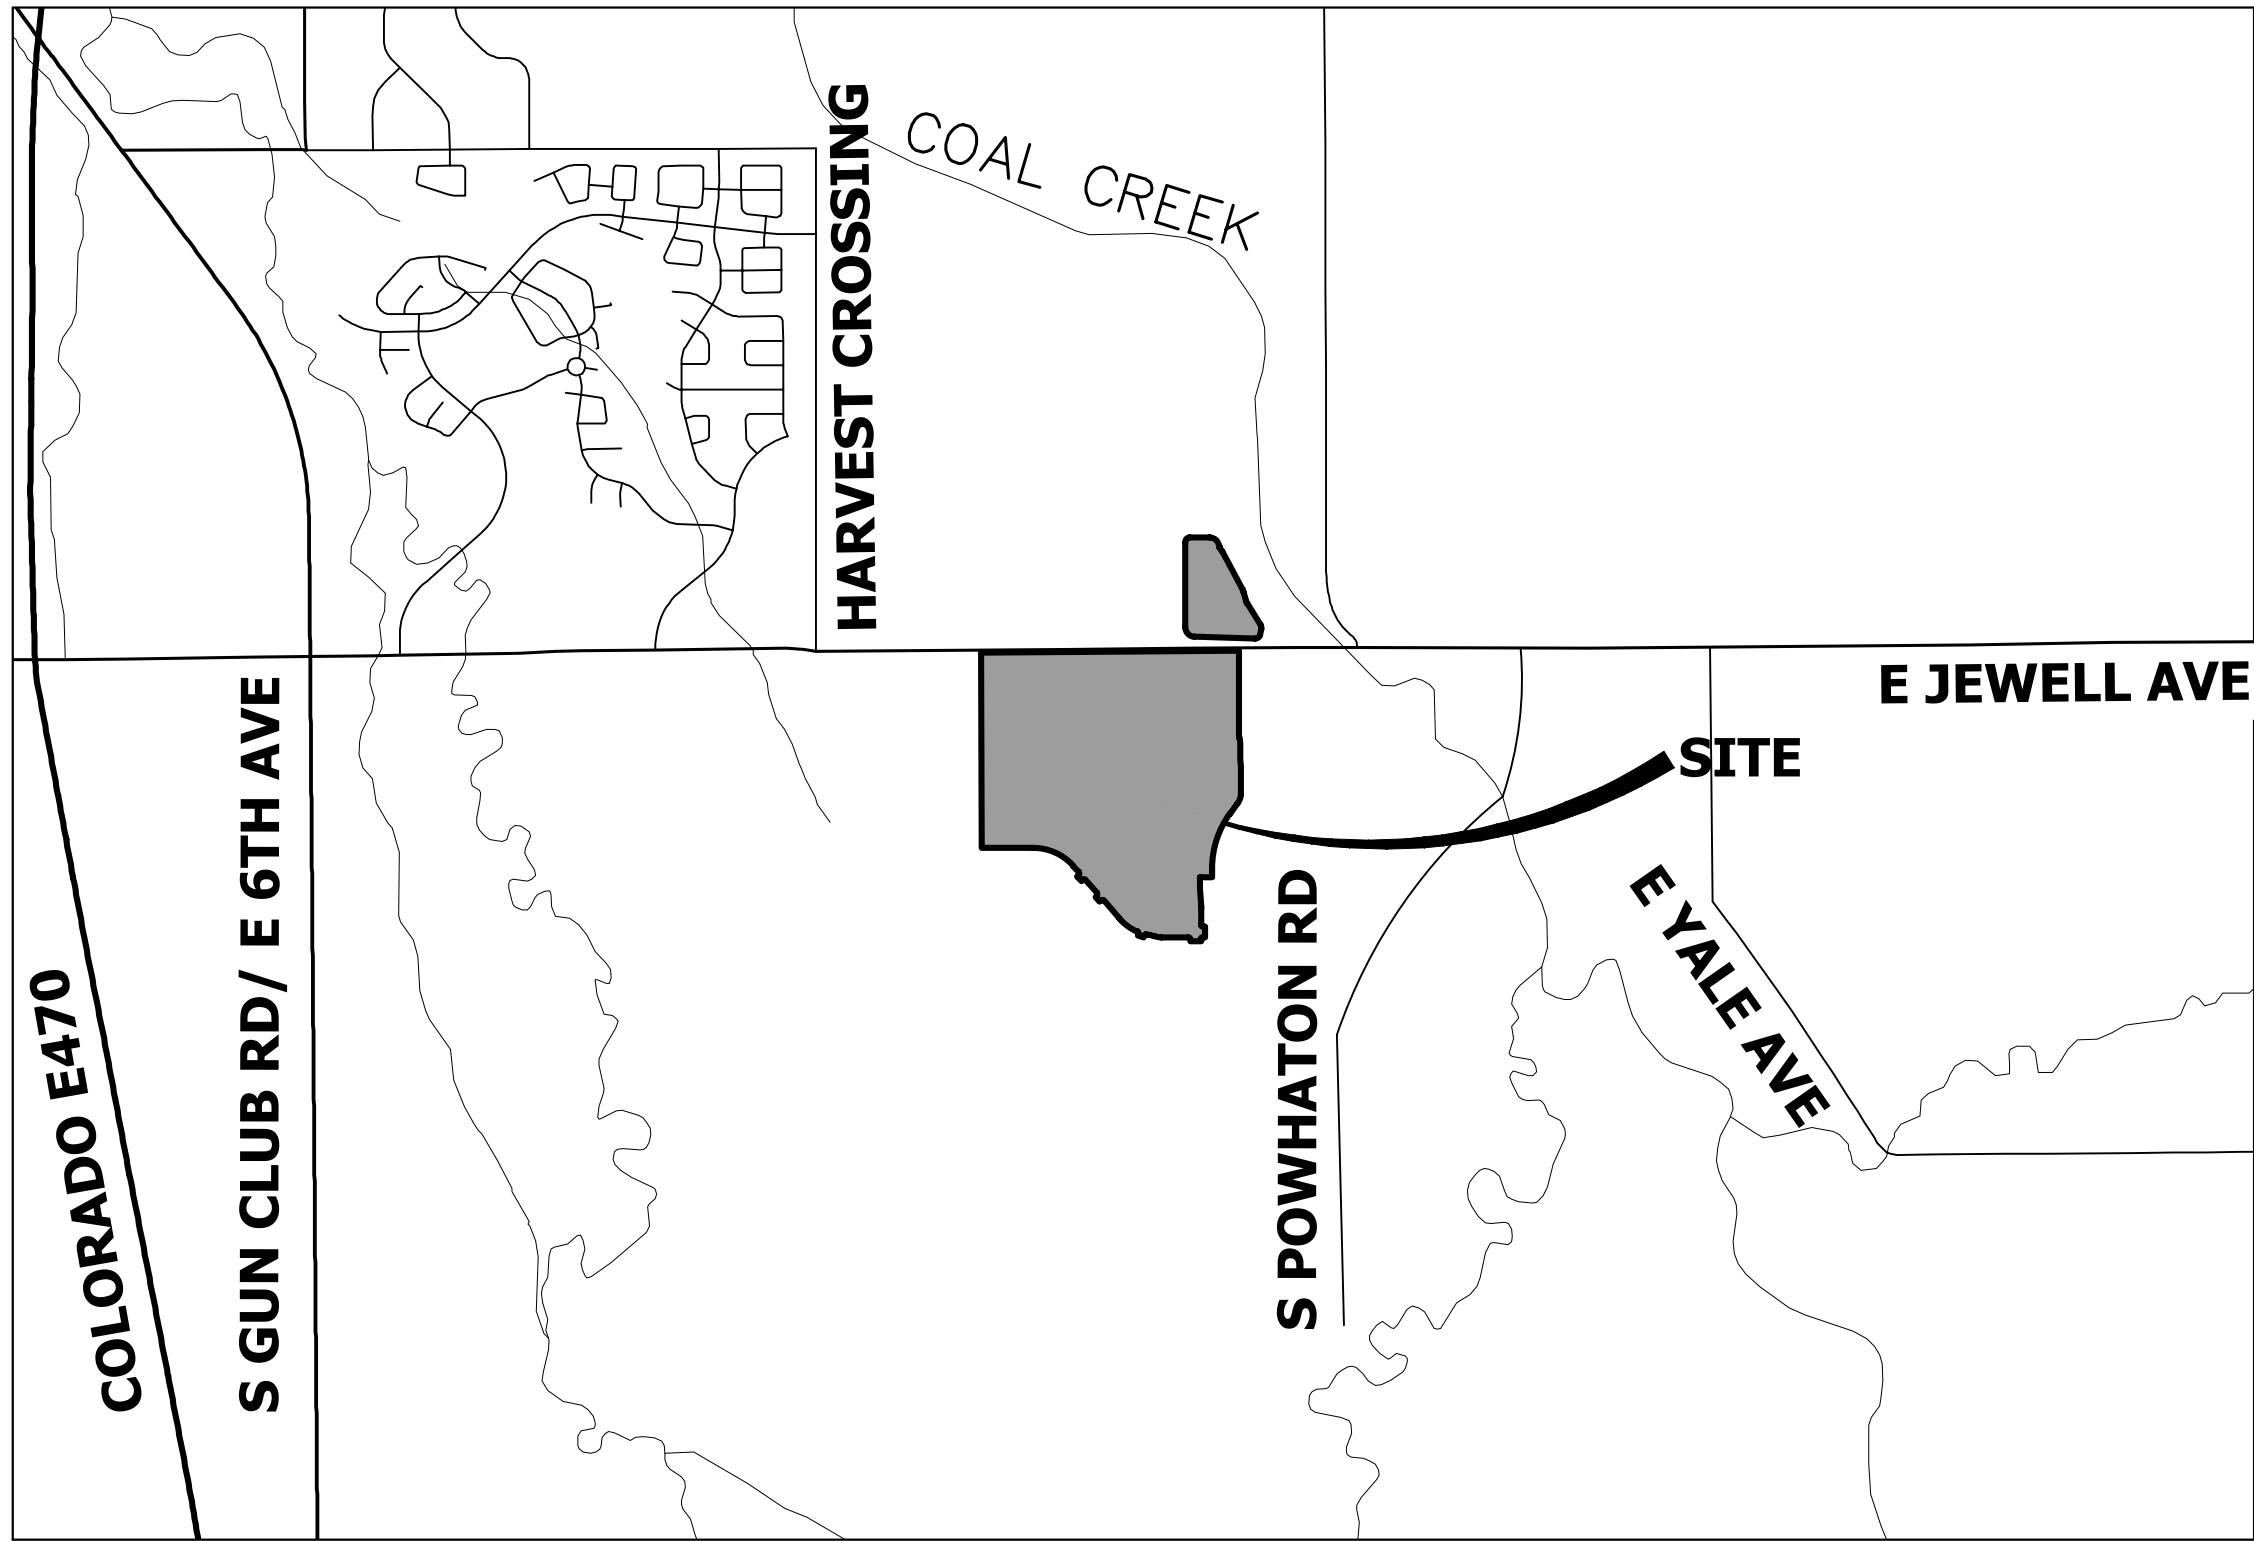 COAL CREEK
HARVEST CROSSING
E JEWELL AVE
SITE
S GUN CLUB RD/ E 6TH AVE
E YALE AVE
S POWHATON RD
COLORADO E470